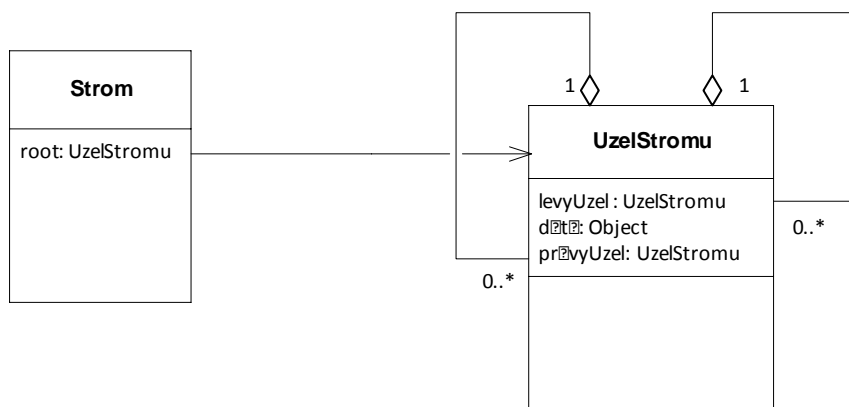 Strom
root: UzelStromu
1
1
UzelStromu
levyUzel : UzelStromu
: Object
: UzelStromu
0..*
0..*